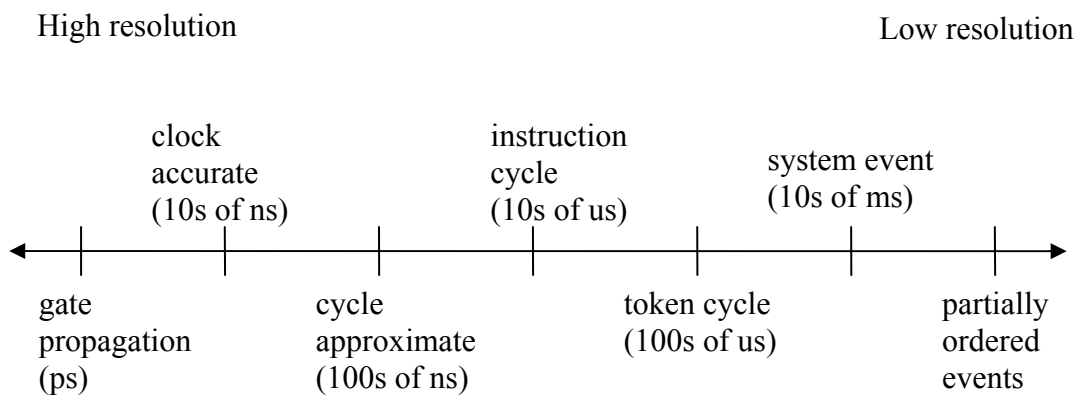 High resolution
Low resolution
clock
accurate
(10s of ns)
instruction
cycle
(10s of us)
system event
(10s of ms)
gate
propagation
(ps)
cycle
approximate
(100s of ns)
token cycle
(100s of us)
partially
ordered
events